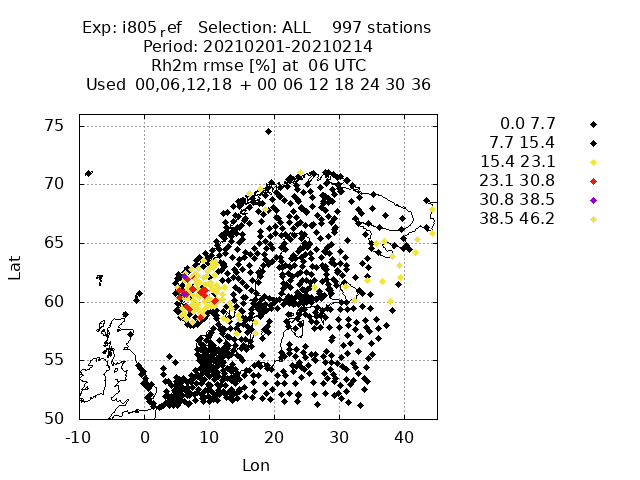 Exp: i805ref Selection: ALL 997 stations
Period: 20210201-20210214
Rh2m rmse [%] at 06 UTC
Used 00,06,12,18 + 00 06 12 18 24 30 36
0.0 7.7
7.7 15.4
15.4 23.1
23.1 30.8
30.8 38.5
38.5 46.2
75
70
65
60
55
50
Lat
-10 0 10 20 30 40
Lon